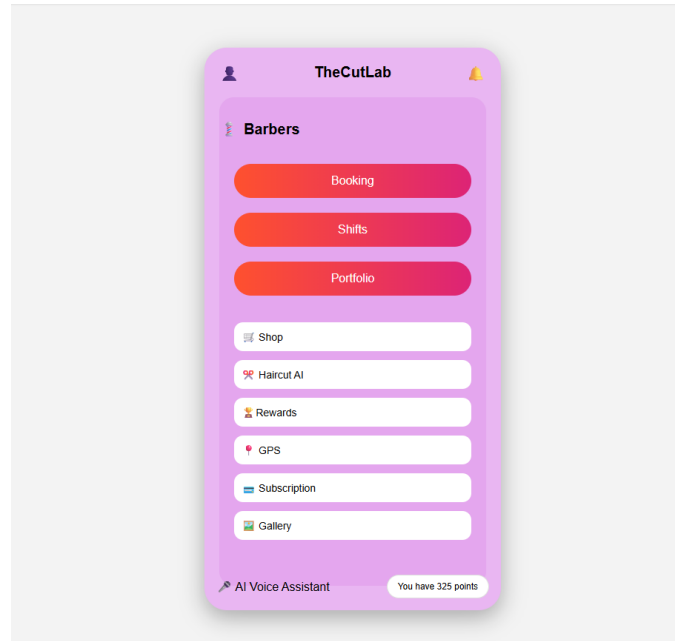 TheCutLab
Barbers
Booking
Shifts
Portfolio
Shop
Haircut AI
Rewards
GPS
Subscription
Gallery
AI Voice Assistant
You have 325 points